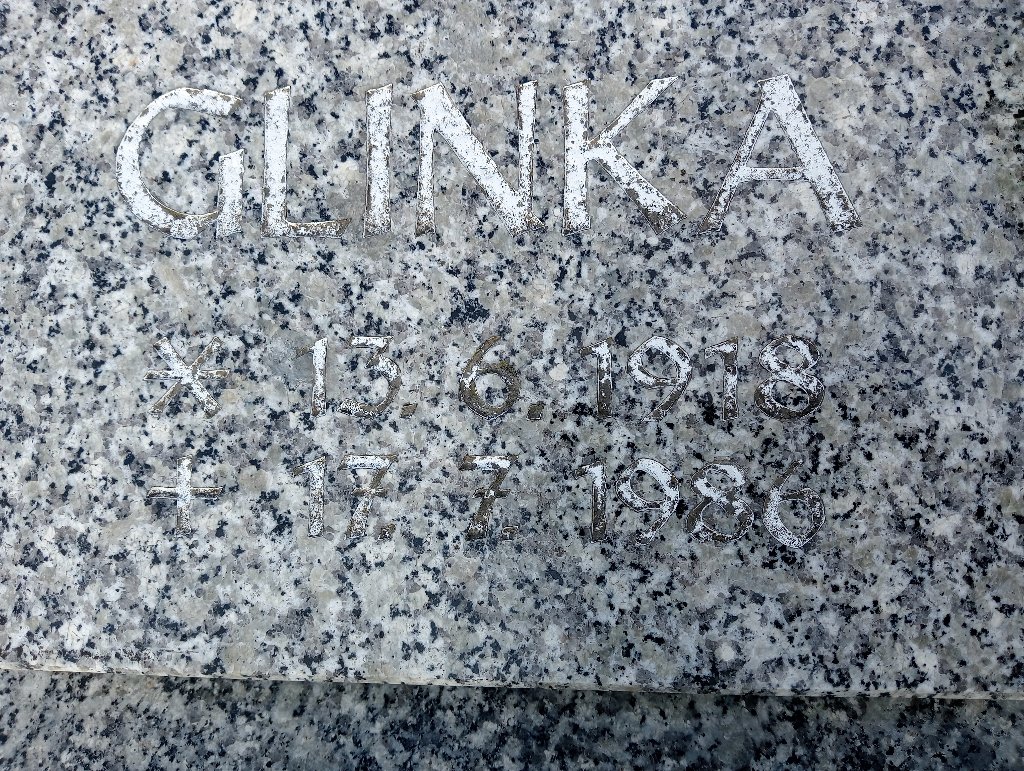 GLINKA
* 13. 6. 1918
+ 17. 7. 1986